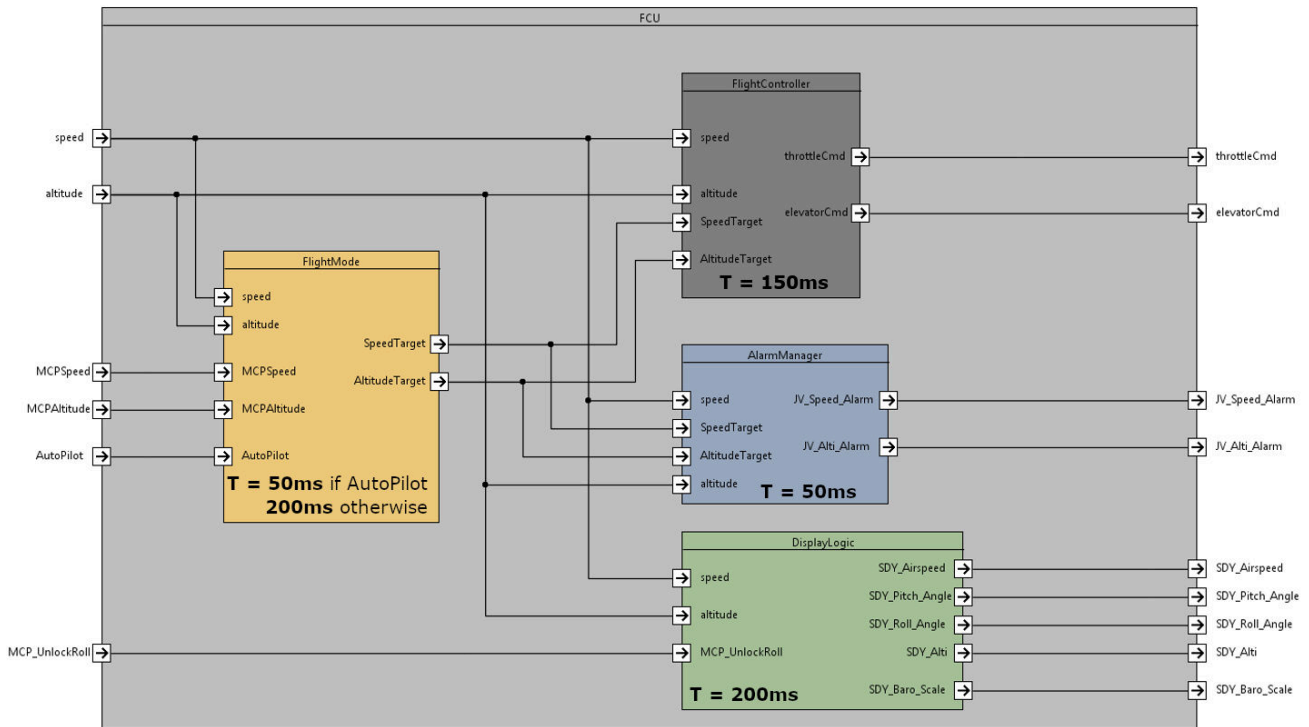 FCU
speed
altitude
MCPSpeed
MCPAltitude
AutoPilot
MCP_UnlockRoll
FlightMode
speed
altitude
MCPSpeed
MCPAltitude
AutoPilot
SpeedTarget
AltitudeTarget
T = 50ms if AutoPilot
200ms otherwise
FlightController
speed
altitude
SpeedTarget
AltitudeTarget
throttleCmd
elevatorCmd
T = 150ms
AlarmManager
speed
SpeedTarget
AltitudeTarget
altitude
JV_Speed_Alarm
JV_Alti_Alarm
T = 50ms
DisplayLogic
speed
altitude
MCP_UnlockRoll
SDY_Airspeed
SDY_Pitch_Angle
SDY_Roll_Angle
SDY_Alti
SDY_Baro_Scale
T = 200ms
throttleCmd
elevatorCmd
JV_Speed_Alarm
JV_Alti_Alarm
SDY_Airspeed
SDY_Pitch_Angle
SDY_Roll_Angle
SDY_Alti
SDY_Baro_Scale